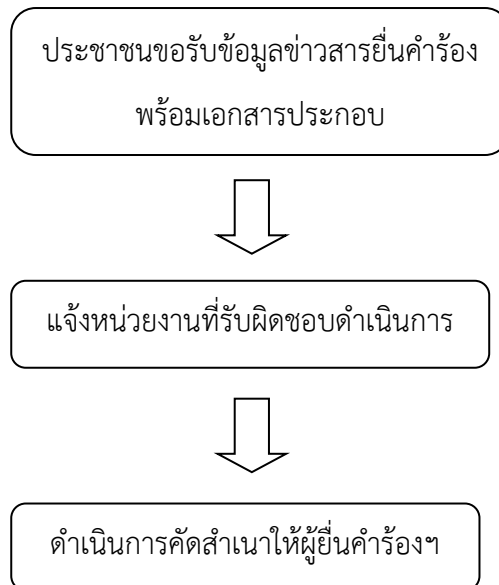 ประชาชนขอรับข้อมูลข่าวสารยื่นคำร้อง
พร้อมเอกสารประกอบ
แจ้งหน่วยงานที่รับผิดชอบดำเนินการ
ดำเนินการคัดสำเนาให้ผู้ยื่นคำร้องฯ